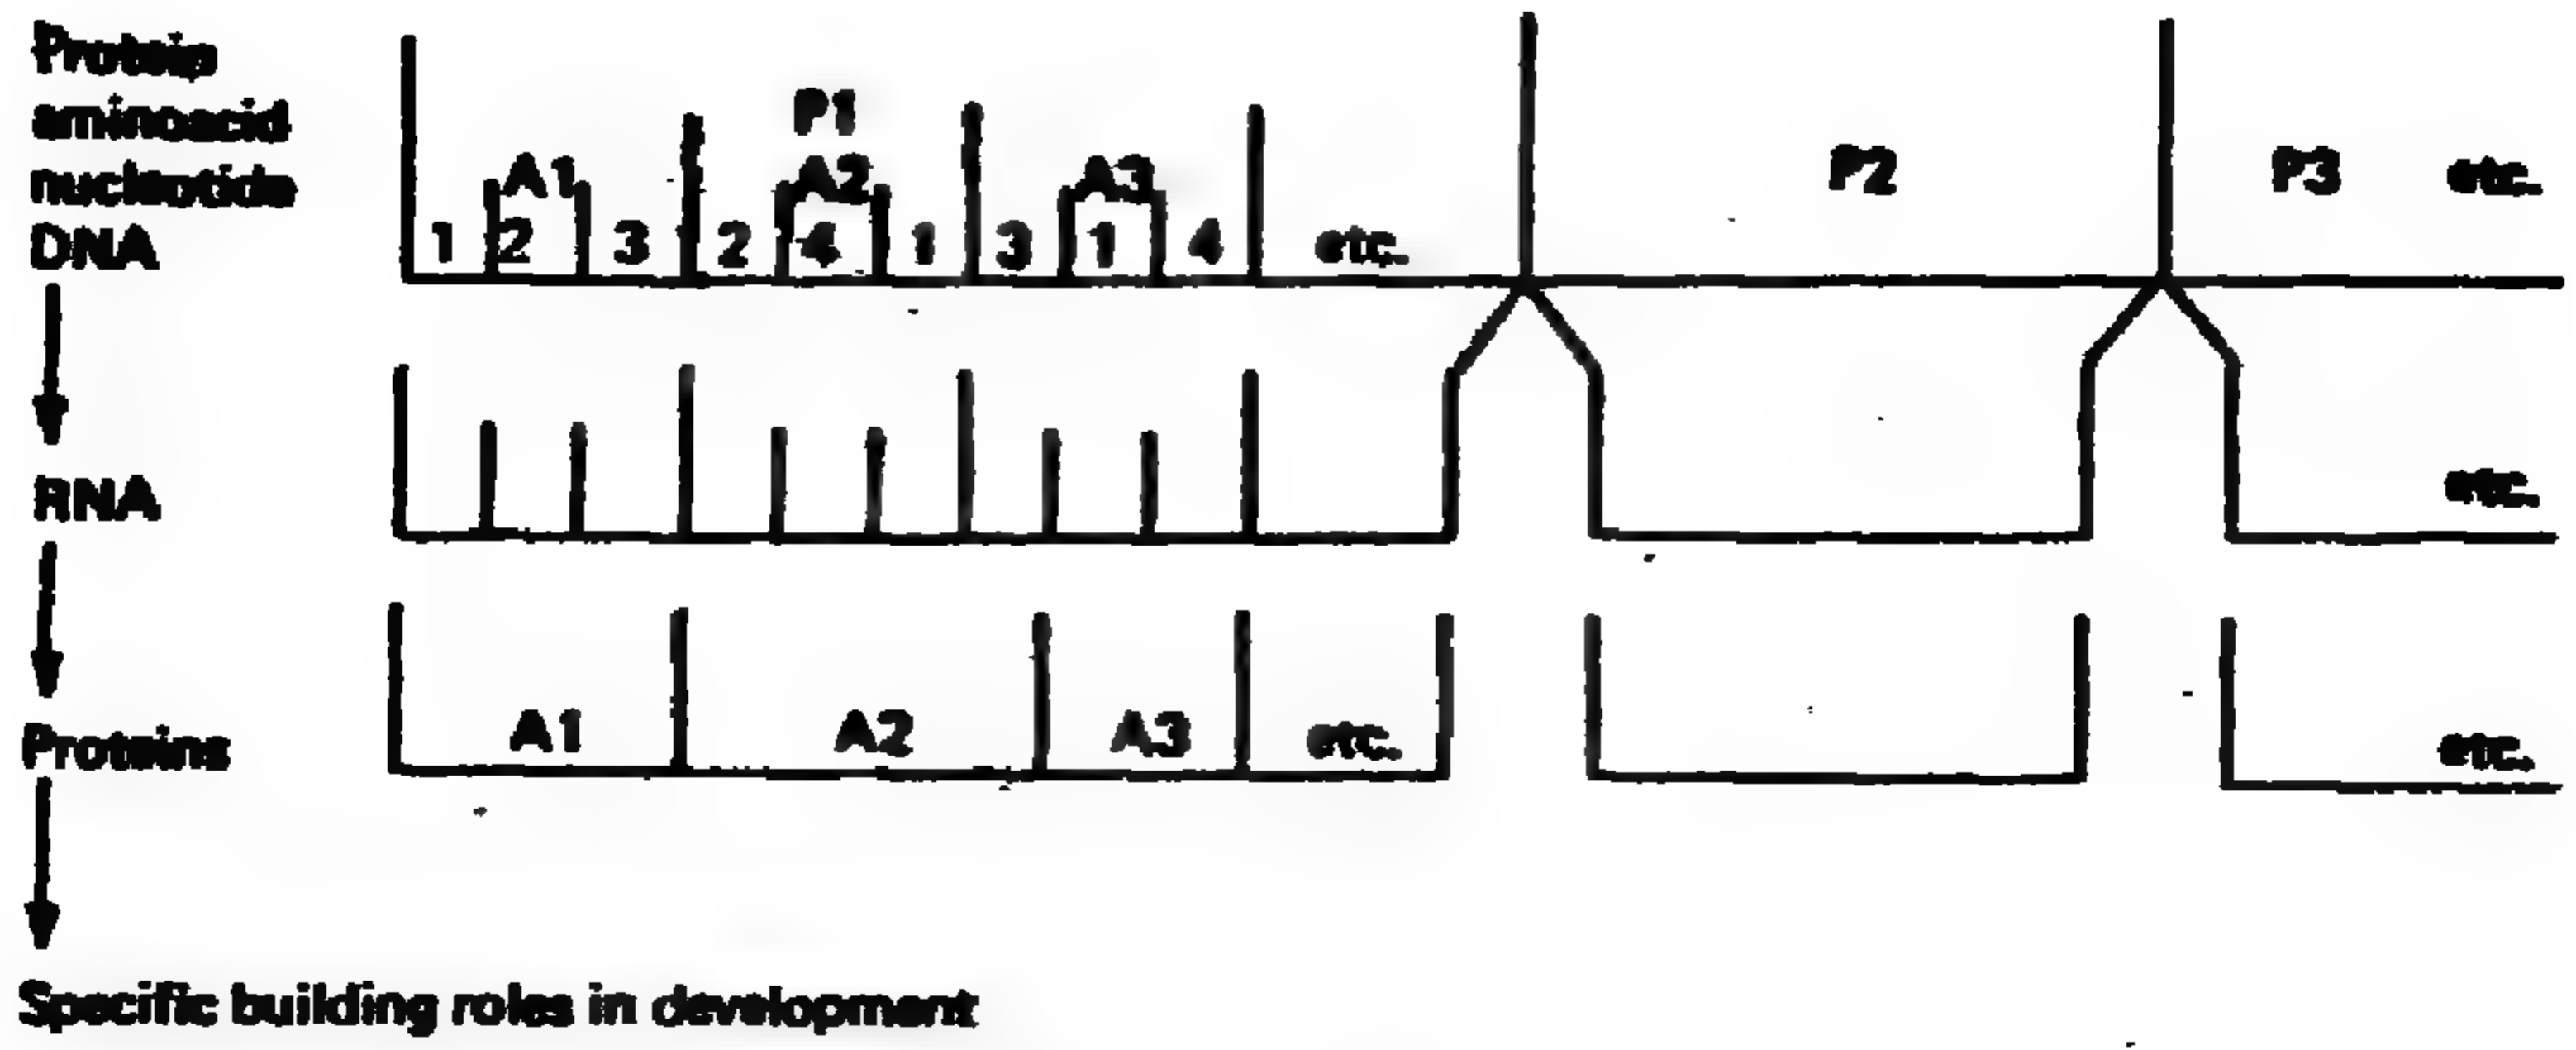 Protein
aminoacid
nucleotide
DNA
P1
A1 A2 A3
1 2 3 2 4 1 3 1 4 etc.
P2
P3 etc.
RNA
etc.
Proteins
A1 A2 A3 etc.
etc.
Specific building roles in development